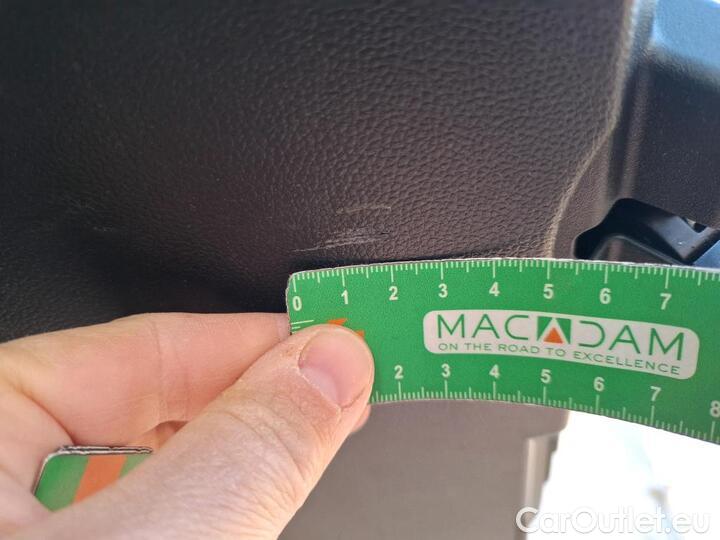 0 1 2 3 4 5 6 7
MACADAM
ON THE ROAD TO EXCELLENCE
2 3 4 5 6 7 8
CarOutlet.eu